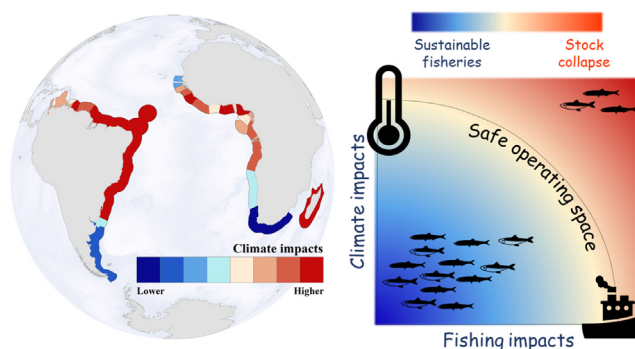 Climate impacts
Lower
Higher
Sustainable
fisheries
Stock
collapse
Safe operating space
Climate impacts
Fishing impacts